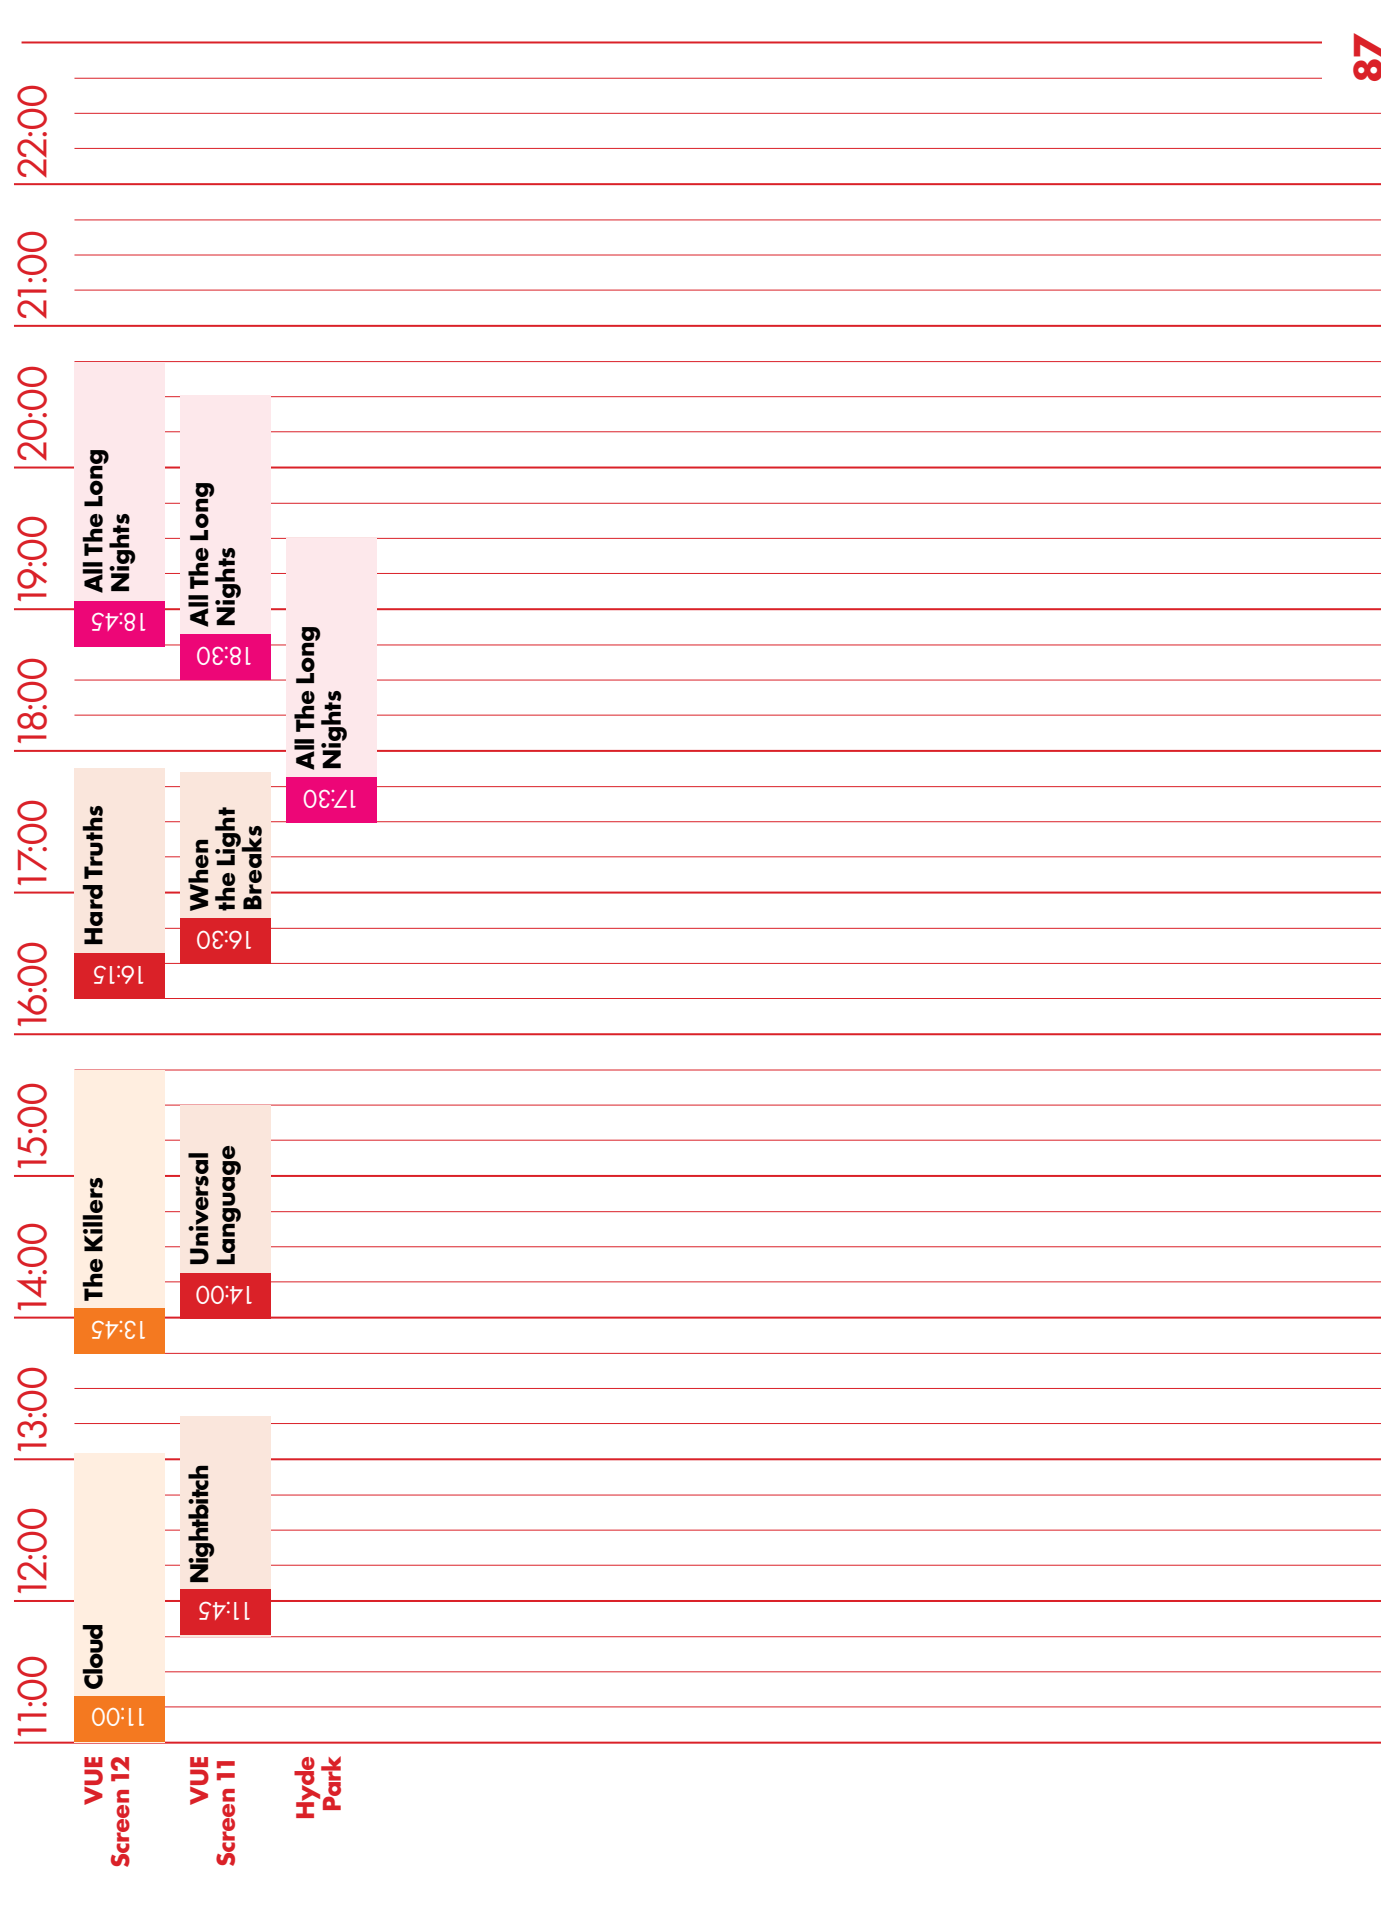 11:00
12:00
13:00
14:00
15:00
16:00
17:00
18:00
19:00
20:00
21:00
22:00
VUE
Screen 12
11:00
Cloud
13:45
The Killers
16:15
Hard Truths
18:45
All The Long
Nights
VUE
Screen 11
11:45
Nightbitch
14:00
Universal
Language
16:30
When
the Light
Breaks
18:30
All The Long
Nights
Hyde
Park
17:30
All The Long
Nights
87